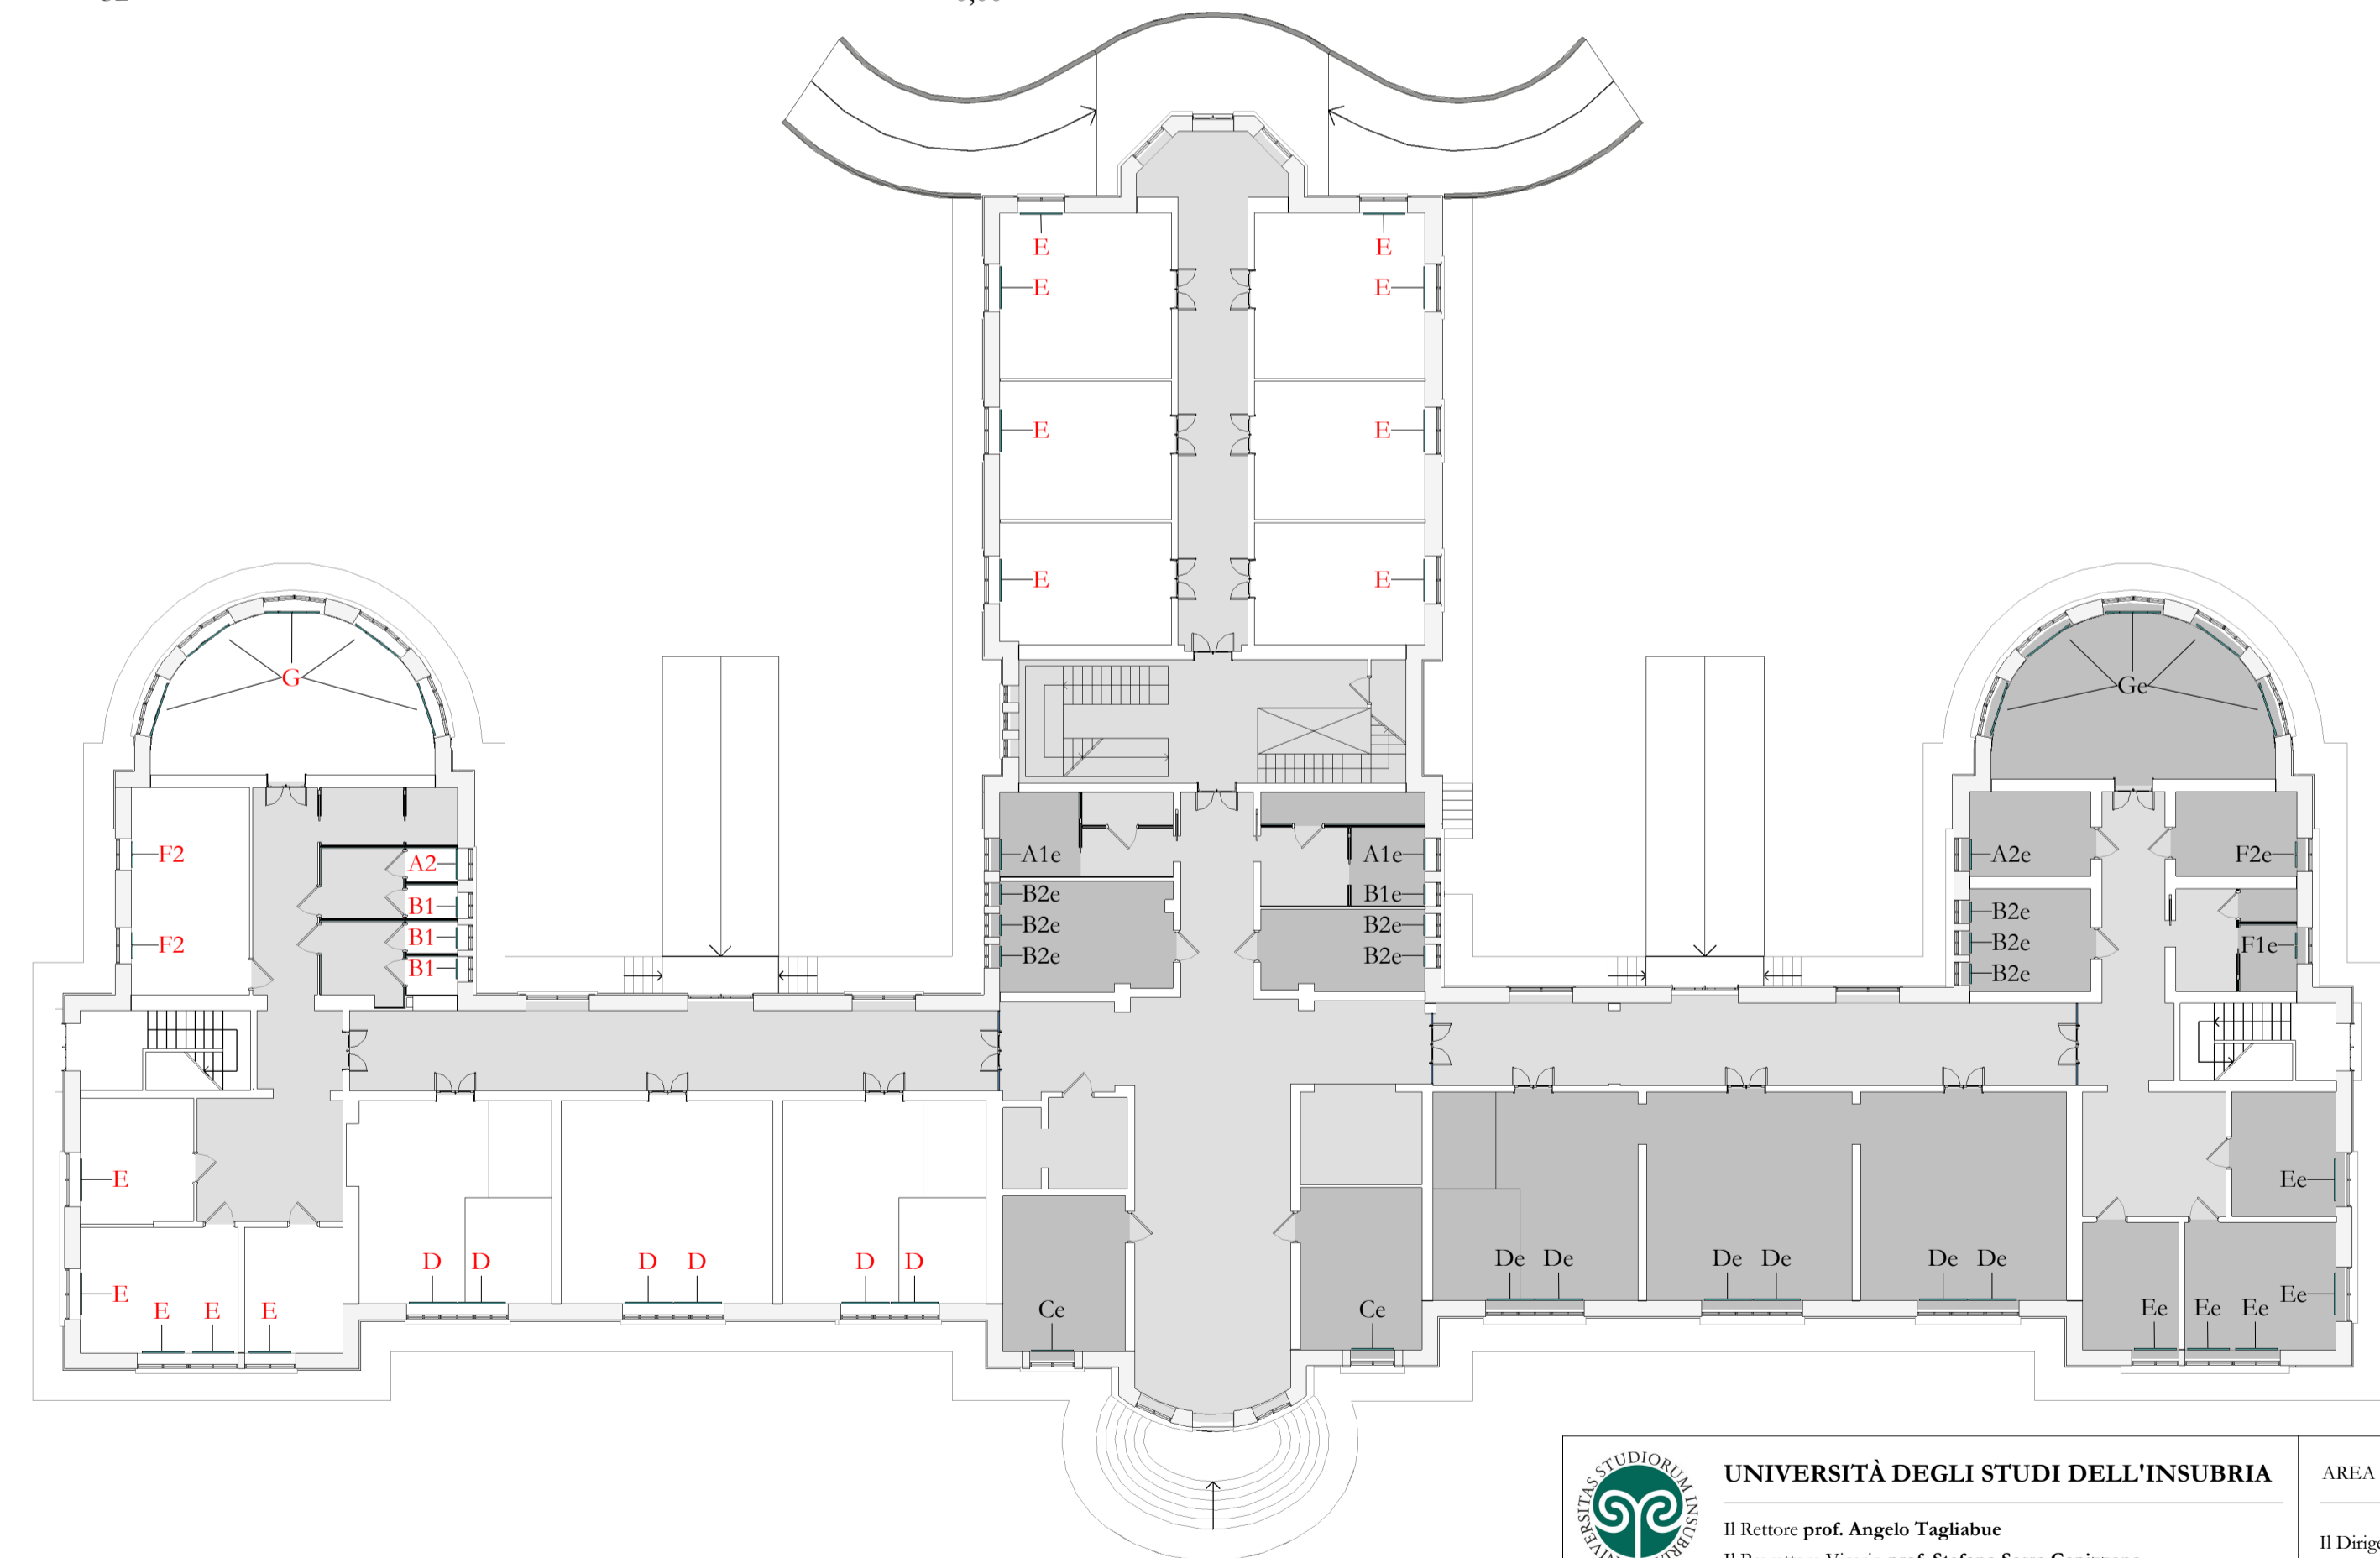 E E
E E
E E
E E
G
Ge
F2 A2 A1e A1e A2e F2e
B1 B2e B1e
F2 B1 B2e B2e B2e F1e
B1 B2e B2e B2e
B2e
E Ee
D D D D D D De De De De De De
E E E E Ce Ce Ee Ee Ee Ee
UNIVERSITÀ DEGLI STUDI DELL'INSUBRIA
AREA
Il Rettore prof. Angelo Tagliabue